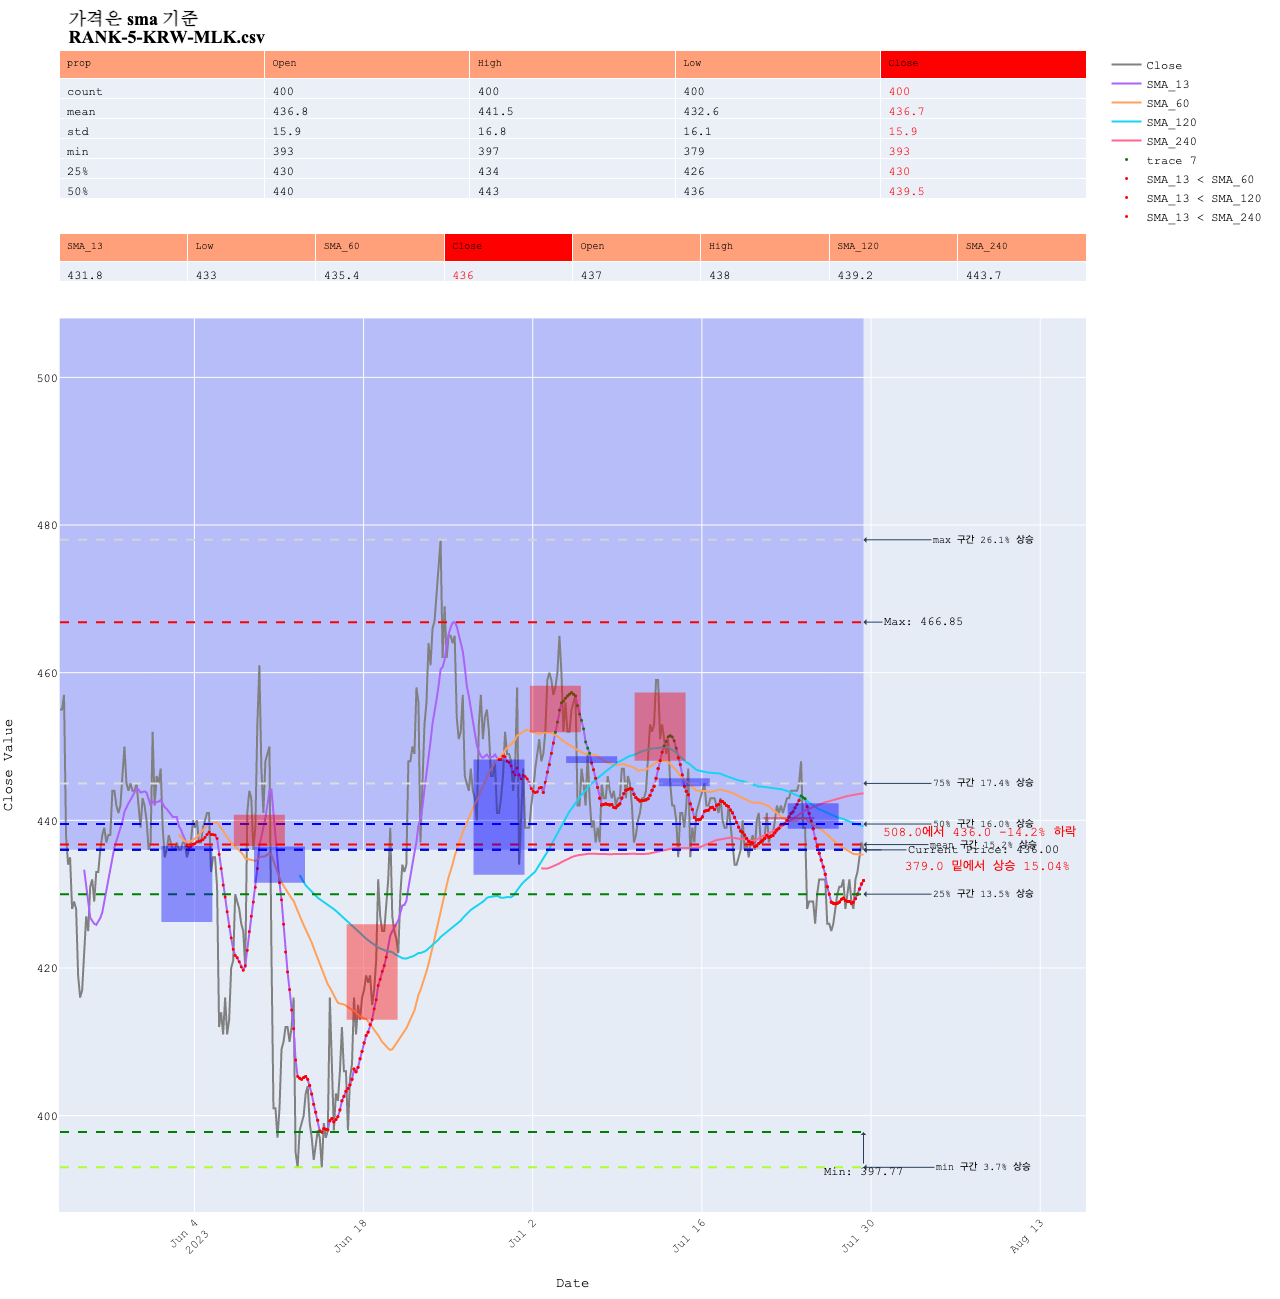 가격은 sma 기준
RANK-5-KRW-MLK.csv
prop Open High Low Close
count 400 400 400 400
mean 436.8 441.5 432.6 436.7
std 15.9 16.8 16.1 15.9
min 393 397 379 393
25% 430 434 426 430
50% 440 443 436 439.5
Close
SMA_13
SMA_60
SMA_120
SMA_240
trace 7
SMA_13 < SMA_60
SMA_13 < SMA_120
SMA_13 < SMA_240
SMA_13 Low SMA_60 Close Open High SMA_120 SMA_240
431.8 433 435.4 436 437 438 439.2 443.7
500
480
460
440
420
400
Close Value
max 구간 26.1% 상승
Max: 466.85
75% 구간 17.4% 상승
50% 구간 16.0% 상승
508.0에서 436.0 -14.2% 하락
mean 구간 15.2% 상승
Current Price: 436.00
379.0 밑에서 상승 15.04%
25% 구간 13.5% 상승
min 구간 3.7% 상승
Min: 397.77
Jun 4
2023
Jun 18
Jul 2
Jul 16
Jul 30
Aug 13
Date